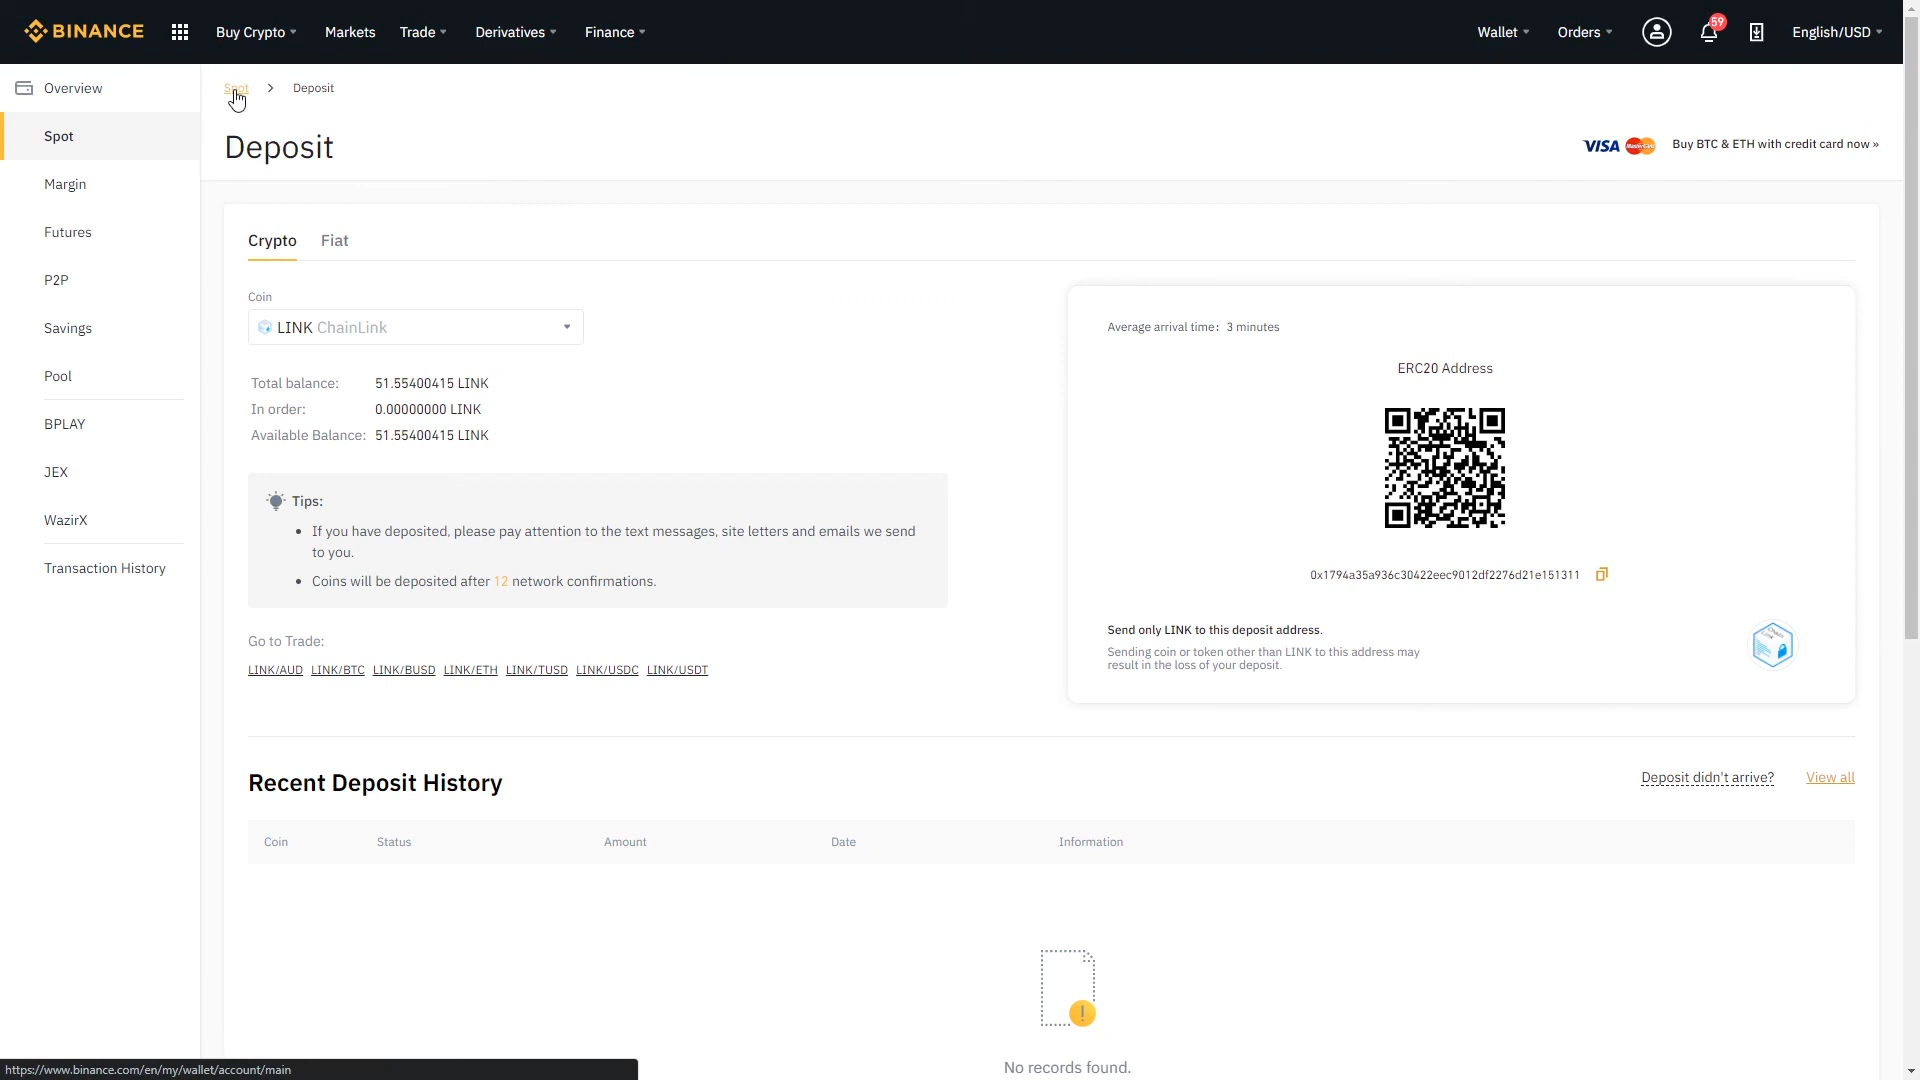 BINANCE
Buy Crypto
Markets
Trade
Derivatives
Finance
Wallet
Orders
59
English/USD
Overview
Spot
Margin
Futures
P2P
Savings
Pool
BPLAY
JEX
WazirX
Transaction History
Spot
Deposit
Deposit
VISA MasterCard
Buy BTC & ETH with credit card now »
Crypto
Fiat
Coin
LINK ChainLink
Total balance: 51.55400415 LINK
In order: 0.00000000 LINK
Available Balance: 51.55400415 LINK
Tips:
• If you have deposited, please pay attention to the text messages, site letters and emails we send
to you.
• Coins will be deposited after 12 network confirmations.
Go to Trade:
LINK/AUD LINK/BTC LINK/BUSD LINK/ETH LINK/TUSD LINK/USDC LINK/USDT
Average arrival time: 3 minutes
ERC20 Address
0x1794a35a936c30422eec9012df2276d21e151311
Send only LINK to this deposit address.
Sending coin or token other than LINK to this address may
result in the loss of your deposit.
Recent Deposit History
Deposit didn't arrive?
View all
Coin
Status
Amount
Date
Information
No records found.
https://www.binance.com/en/my/wallet/account/main